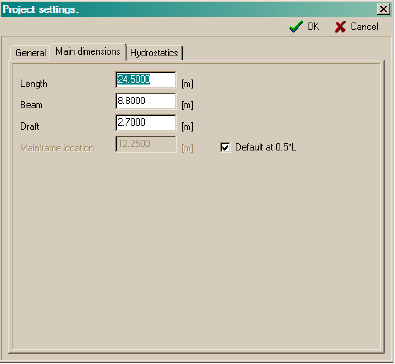 Project settings.
OK Cancel
General Main dimensions Hydrostatics
Length 24.5000 [m]
Beam 8.8000 [m]
Draft 2.7000 [m]
Mainframe location 12.2500 [m] Default at 0.5*L